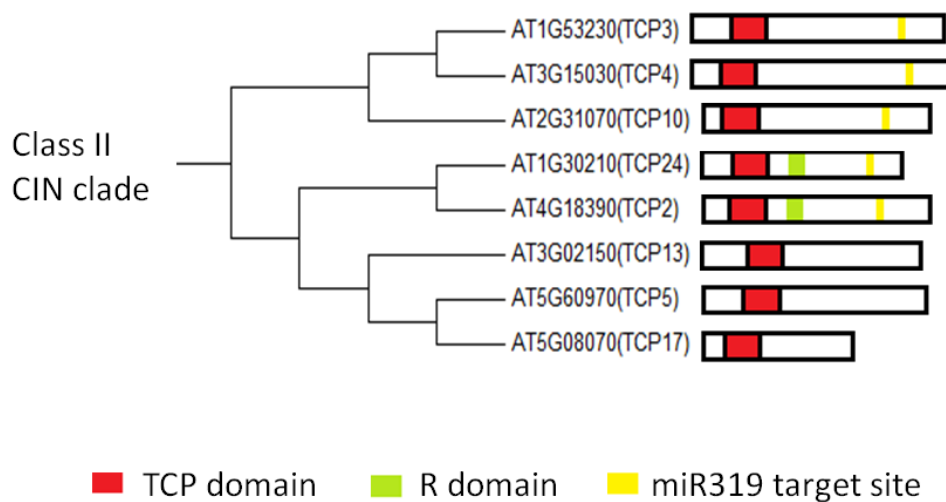 AT1G53230(TCP3)
AT3G15030(TCP4)
AT2G31070(TCP10)
Class II
CIN clade
AT1G30210(TCP24)
AT4G18390(TCP2)
AT3G02150(TCP13)
AT5G60970(TCP5)
AT5G08070(TCP17)
TCP domain R domain miR319 target site